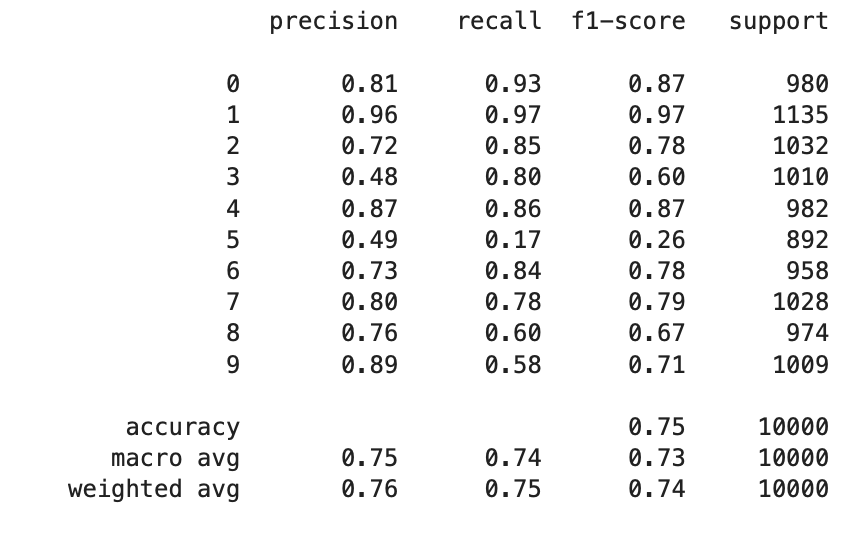 precision recall f1-score support
0 0.81 0.93 0.87 980
1 0.96 0.97 0.97 1135
2 0.72 0.85 0.78 1032
3 0.48 0.80 0.60 1010
4 0.87 0.86 0.87 982
5 0.49 0.17 0.26 892
6 0.73 0.84 0.78 958
7 0.80 0.78 0.79 1028
8 0.76 0.60 0.67 974
9 0.89 0.58 0.71 1009
accuracy 0.75 10000
macro avg 0.75 0.74 0.73 10000
weighted avg 0.76 0.75 0.74 10000